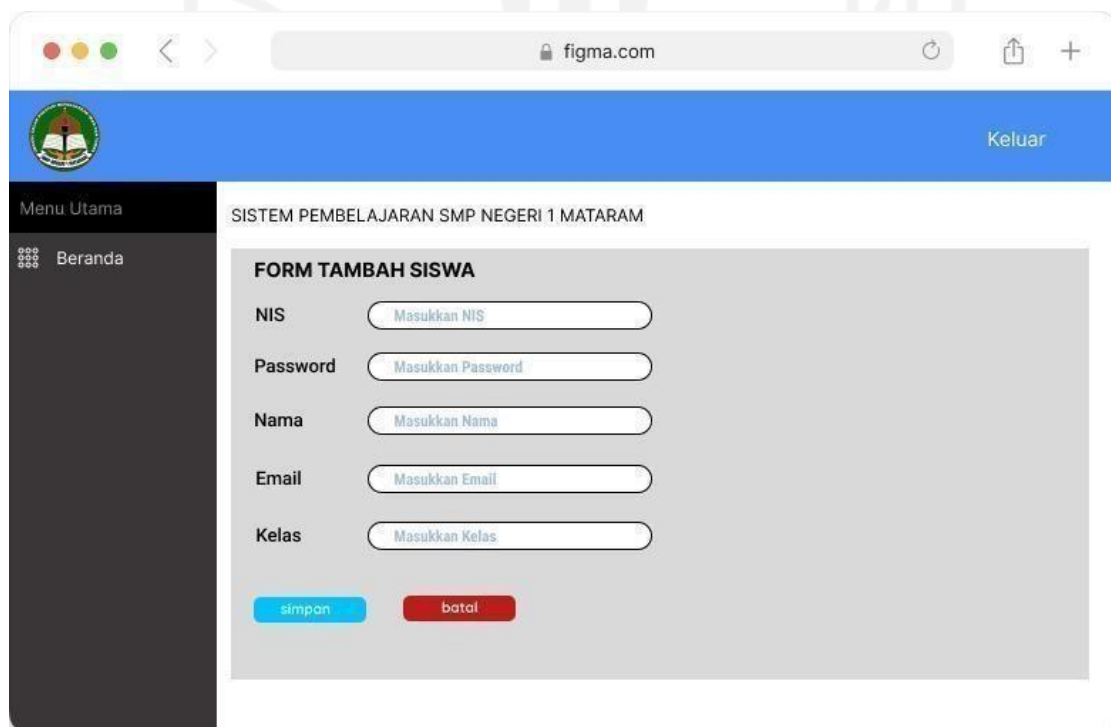 figma.com
Keluar
Menu Utama
SISTEM PEMBELAJARAN SMP NEGERI 1 MATARAM
Beranda
FORM TAMBAH SISWA
NIS Masukkan NIS
Password Masukkan Password
Nama Masukkan Nama
Email Masukkan Email
Kelas Masukkan Kelas
simpan batal